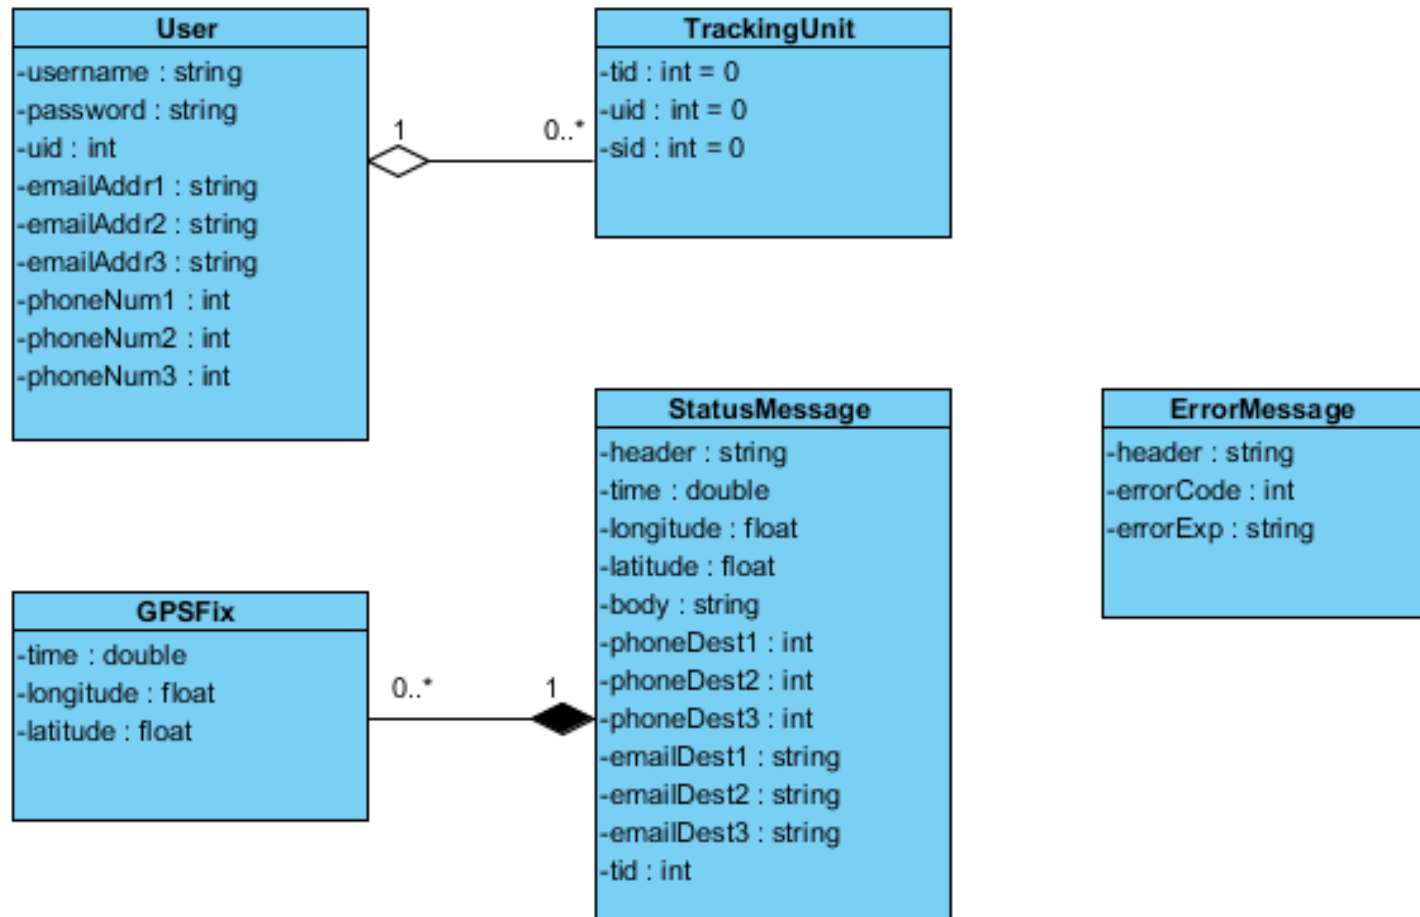 User
-username : string
-password : string
-uid : int
-emailAddr1 : string
-emailAddr2 : string
-emailAddr3 : string
-phoneNum1 : int
-phoneNum2 : int
-phoneNum3 : int
1
0..*
TrackingUnit
-tid : int = 0
-uid : int = 0
-sid : int = 0
GPSFix
-time : double
-longitude : float
-latitude : float
0..*
1
StatusMessage
-header : string
-time : double
-longitude : float
-latitude : float
-body : string
-phoneDest1 : int
-phoneDest2 : int
-phoneDest3 : int
-emailDest1 : string
-emailDest2 : string
-emailDest3 : string
-tid : int
ErrorMessage
-header : string
-errorCode : int
-errorExp : string